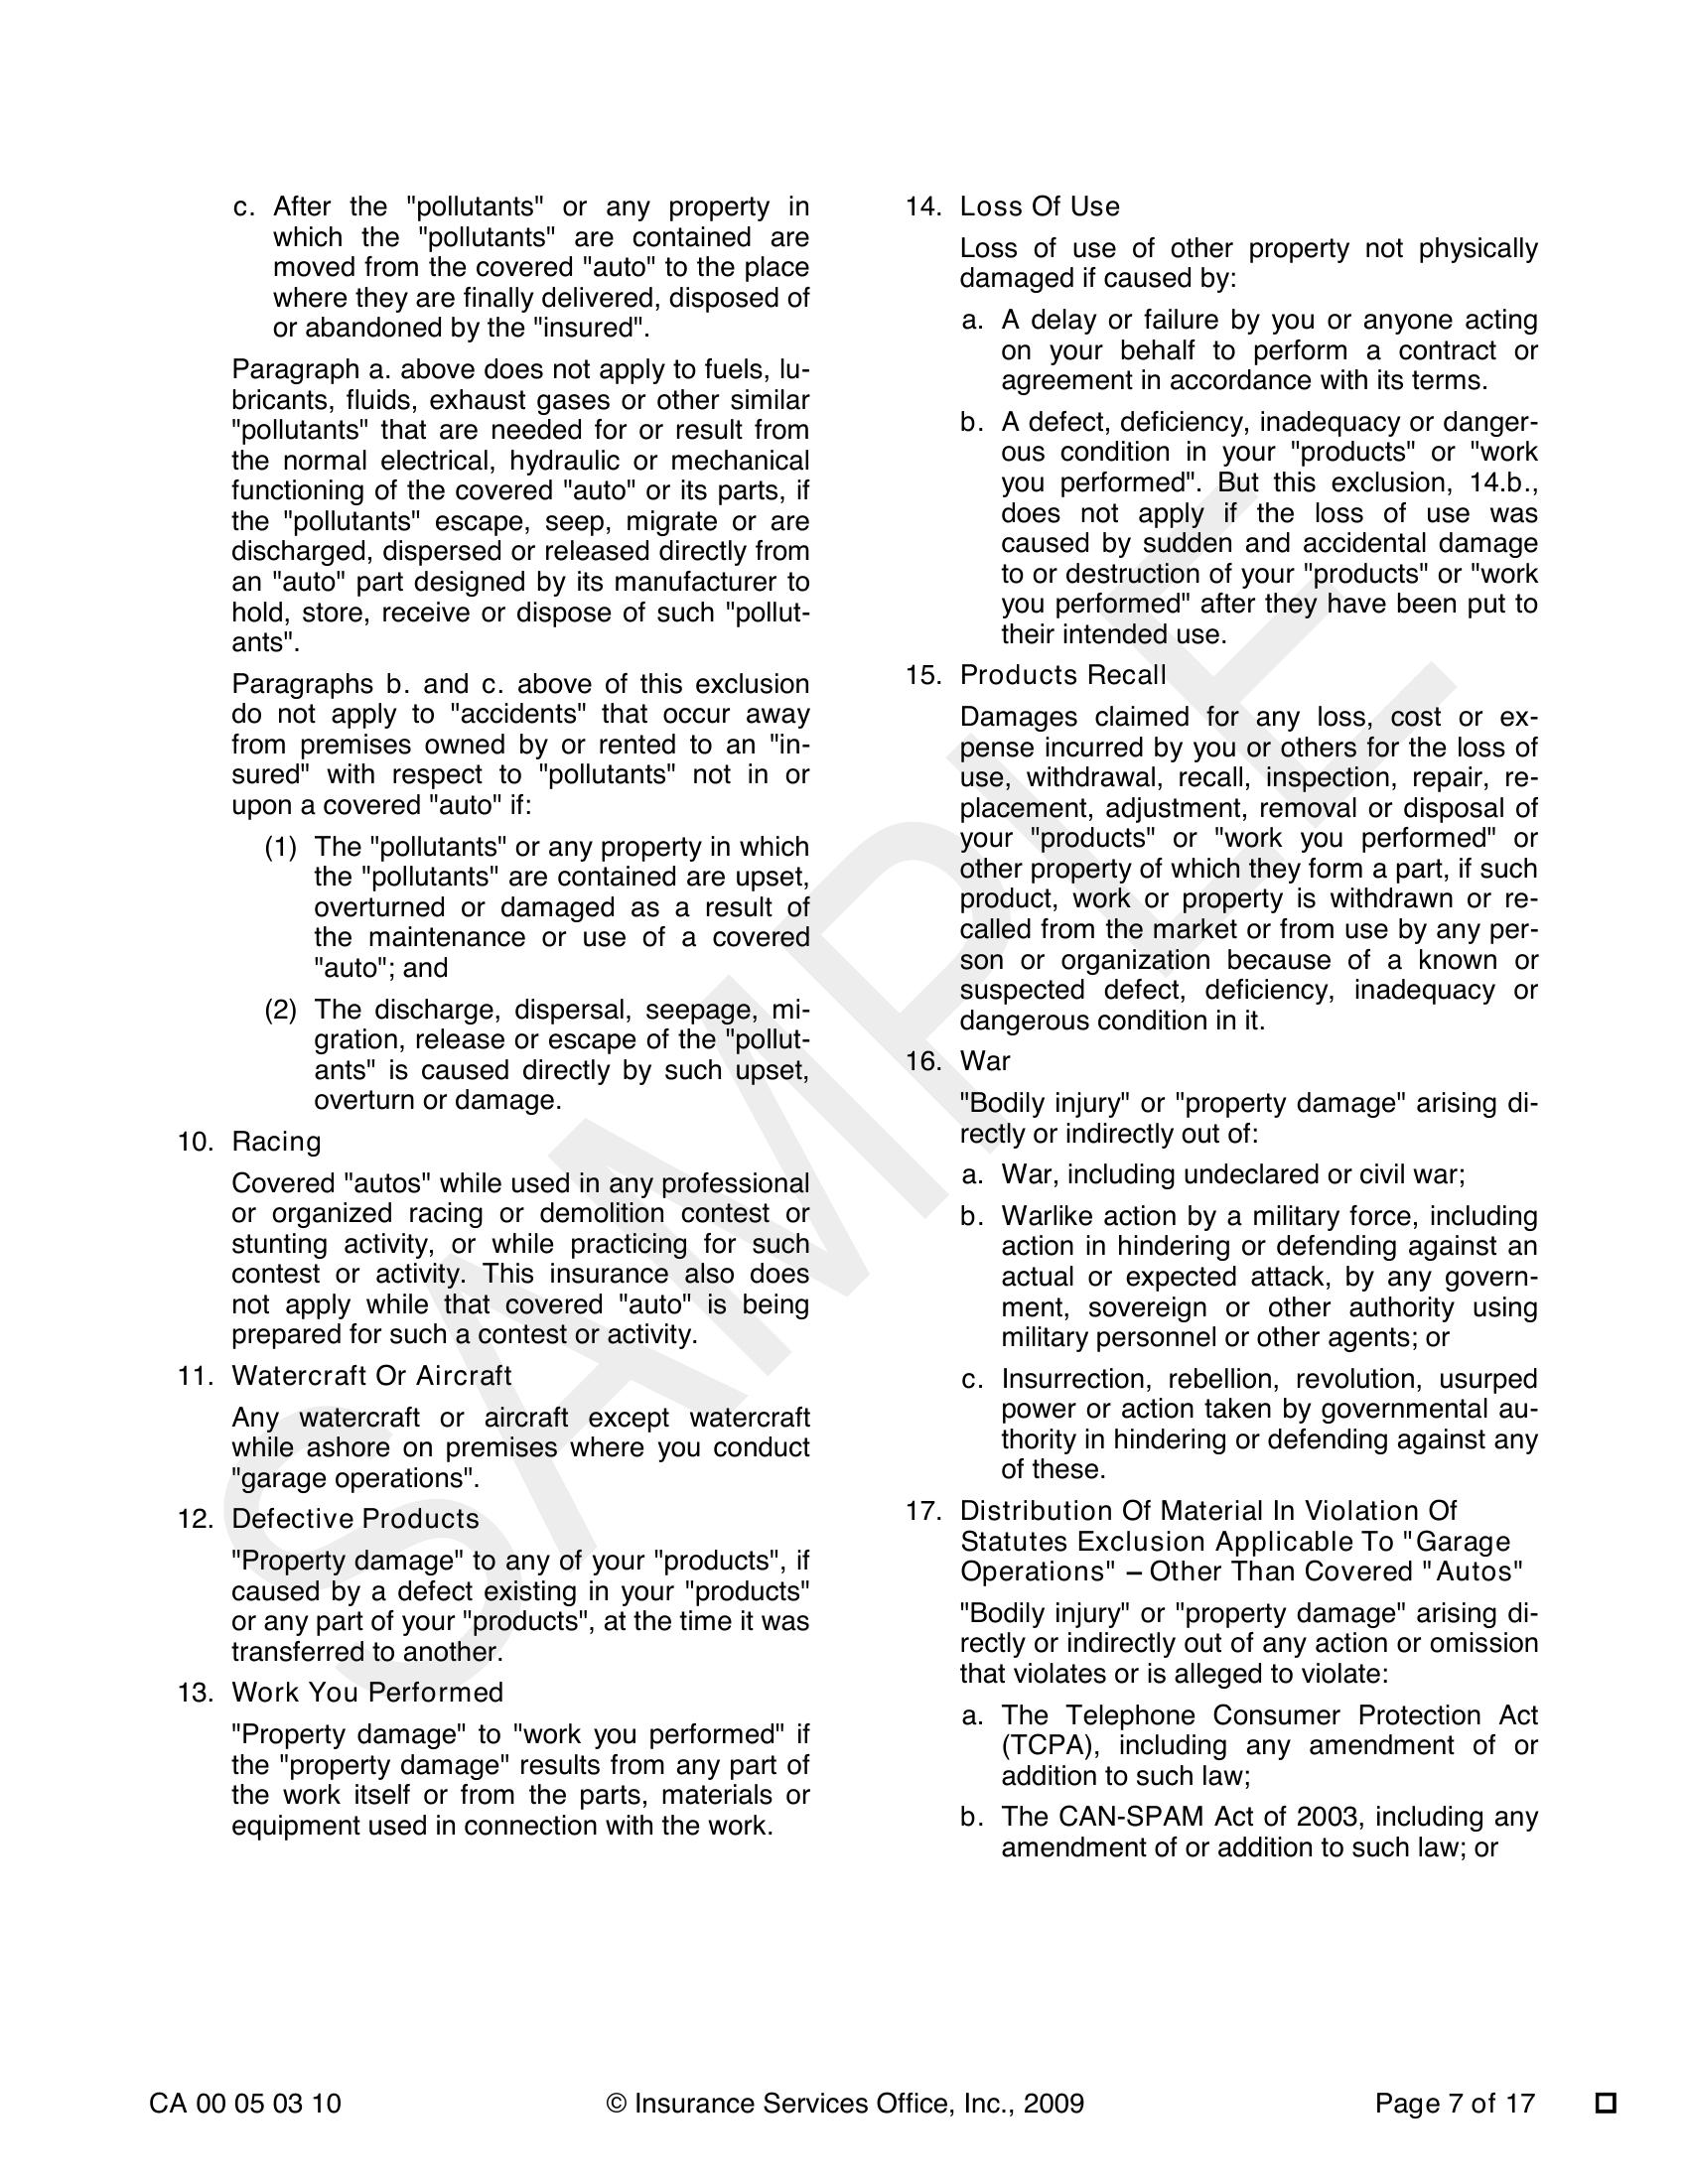 c. After the "pollutants" or any property in
which the "pollutants" are contained are
moved from the covered "auto" to the place
where they are finally delivered, disposed of
or abandoned by the "insured".
Paragraph a. above does not apply to fuels, lu-
bricants, fluids, exhaust gases or other similar
"pollutants" that are needed for or result from
the normal electrical, hydraulic or mechanical
functioning of the covered "auto" or its parts, if
the "pollutants" escape, seep, migrate or are
discharged, dispersed or released directly from
an "auto" part designed by its manufacturer to
hold, store, receive or dispose of such "pollut-
ants".
Paragraphs b. and c. above of this exclusion
do not apply to "accidents" that occur away
from premises owned by or rented to an "in-
sured" with respect to "pollutants" not in or
upon a covered "auto" if:
(1) The "pollutants" or any property in which
the "pollutants" are contained are upset,
overturned or damaged as a result of
the maintenance or use of a covered
"auto"; and
(2) The discharge, dispersal, seepage, mi-
gration, release or escape of the "pollut-
ants" is caused directly by such upset,
overturn or damage.
10. Racing
Covered "autos" while used in any professional
or organized racing or demolition contest or
stunting activity, or while practicing for such
contest or activity. This insurance also does
not apply while that covered "auto" is being
prepared for such a contest or activity.
11. Watercraft Or Aircraft
Any watercraft or aircraft except watercraft
while ashore on premises where you conduct
"garage operations".
12. Defective Products
"Property damage" to any of your "products", if
caused by a defect existing in your "products"
or any part of your "products", at the time it was
transferred to another.
13. Work You Performed
"Property damage" to "work you performed" if
the "property damage" results from any part of
the work itself or from the parts, materials or
equipment used in connection with the work.
14. Loss Of Use
Loss of use of other property not physically
damaged if caused by:
a. A delay or failure by you or anyone acting
on your behalf to perform a contract or
agreement in accordance with its terms.
b. A defect, deficiency, inadequacy or danger-
ous condition in your "products" or "work
you performed". But this exclusion, 14.b.,
does not apply if the loss of use was
caused by sudden and accidental damage
to or destruction of your "products" or "work
you performed" after they have been put to
their intended use.
15. Products Recall
Damages claimed for any loss, cost or ex-
pense incurred by you or others for the loss of
use, withdrawal, recall, inspection, repair, re-
placement, adjustment, removal or disposal of
your "products" or "work you performed" or
other property of which they form a part, if such
product, work or property is withdrawn or re-
called from the market or from use by any per-
son or organization because of a known or
suspected defect, deficiency, inadequacy or
dangerous condition in it.
16. War
"Bodily injury" or "property damage" arising di-
rectly or indirectly out of:
a. War, including undeclared or civil war;
b. Warlike action by a military force, including
action in hindering or defending against an
actual or expected attack, by any govern-
ment, sovereign or other authority using
military personnel or other agents; or
c. Insurrection, rebellion, revolution, usurped
power or action taken by governmental au-
thority in hindering or defending against any
of these.
17. Distribution Of Material In Violation Of
Statutes Exclusion Applicable To "Garage
Operations" – Other Than Covered "Autos"
"Bodily injury" or "property damage" arising di-
rectly or indirectly out of any action or omission
that violates or is alleged to violate:
a. The Telephone Consumer Protection Act
(TCPA), including any amendment of or
addition to such law;
b. The CAN-SPAM Act of 2003, including any
amendment of or addition to such law; or
SAMPLE
CA 00 05 03 10 © Insurance Services Office, Inc., 2009 Page 7 of 17